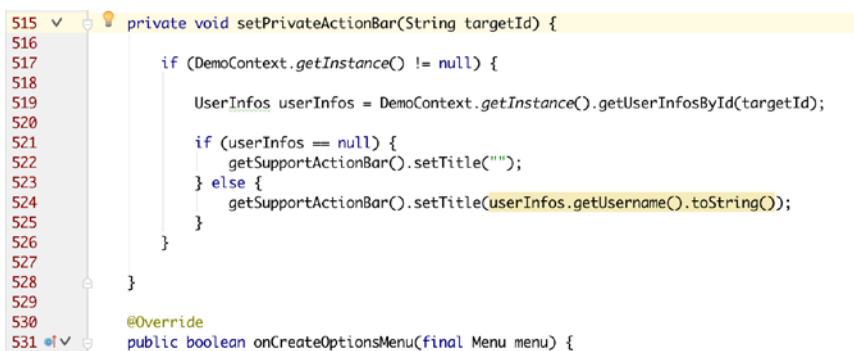 515 private void setPrivateActionBar(String targetId) {
516
517 if (DemoContext.getInstance() != null) {
518
519 UserInfos userInfos = DemoContext.getInstance().getUserInfosById(targetId);
520
521 if (userInfos == null) {
522 getSupportActionBar().setTitle("");
523 } else {
524 getSupportActionBar().setTitle(userInfos.getUsername().toString());
525 }
526 }
527
528 }
529
530 @Override
531 public boolean onCreateOptionsMenu(final Menu menu) {